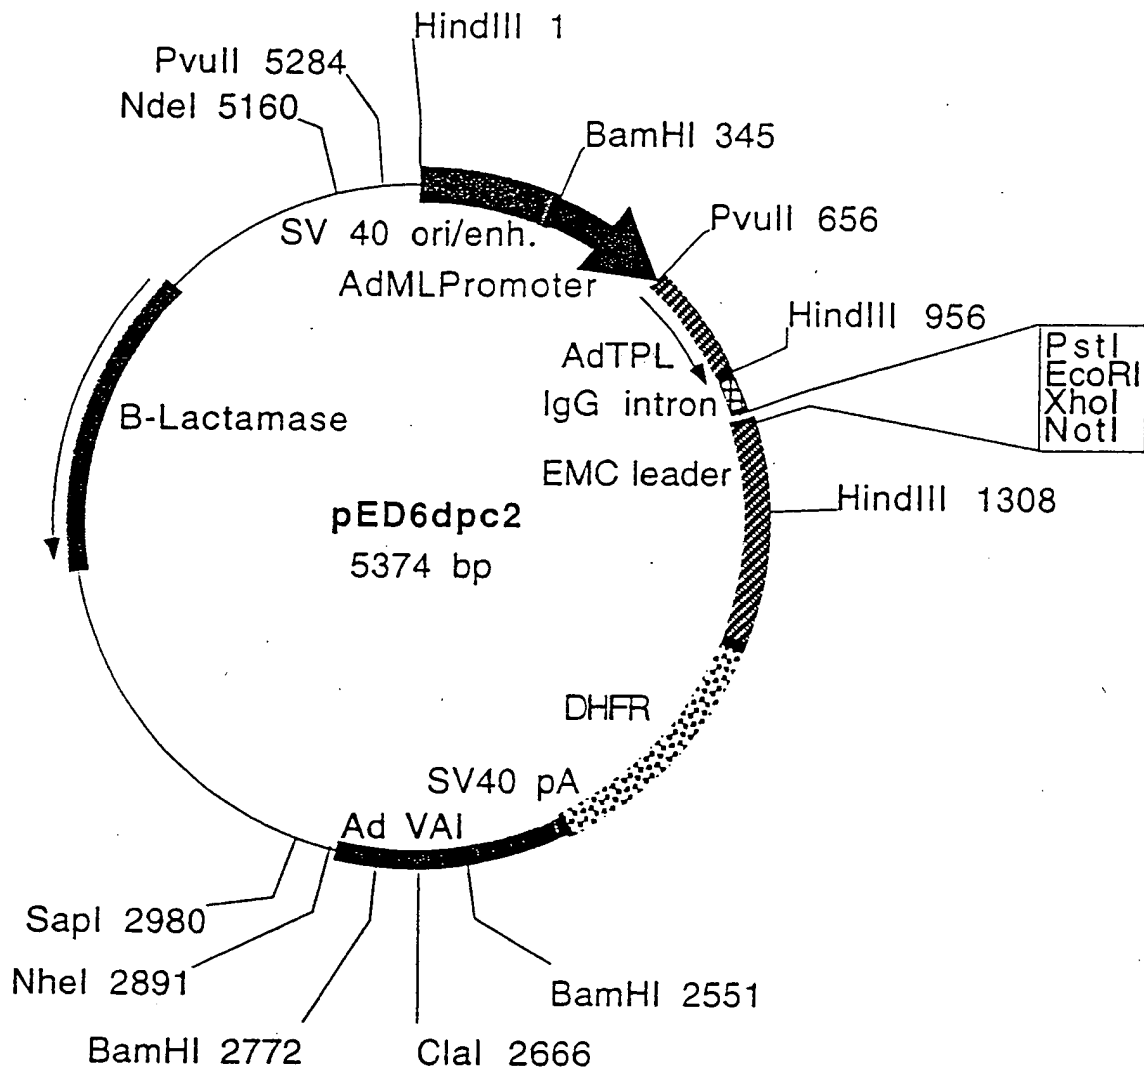 HindIII 1
PvuII 5284
NdeI 5160
BamHI 345
PvuII 656
SV 40 ori/enh.
AdMLPromoter
HindIII 956
AdTPL
IgG intron
PstI
EcoRI
XhoI
NotI
B-Lactamase
EMC leader
HindIII 1308
pED6dpc2
5374 bp
DHFR
SV40 pA
Ad VAI
SapI 2980
NheI 2891
BamHI 2551
BamHI 2772
ClaI 2666